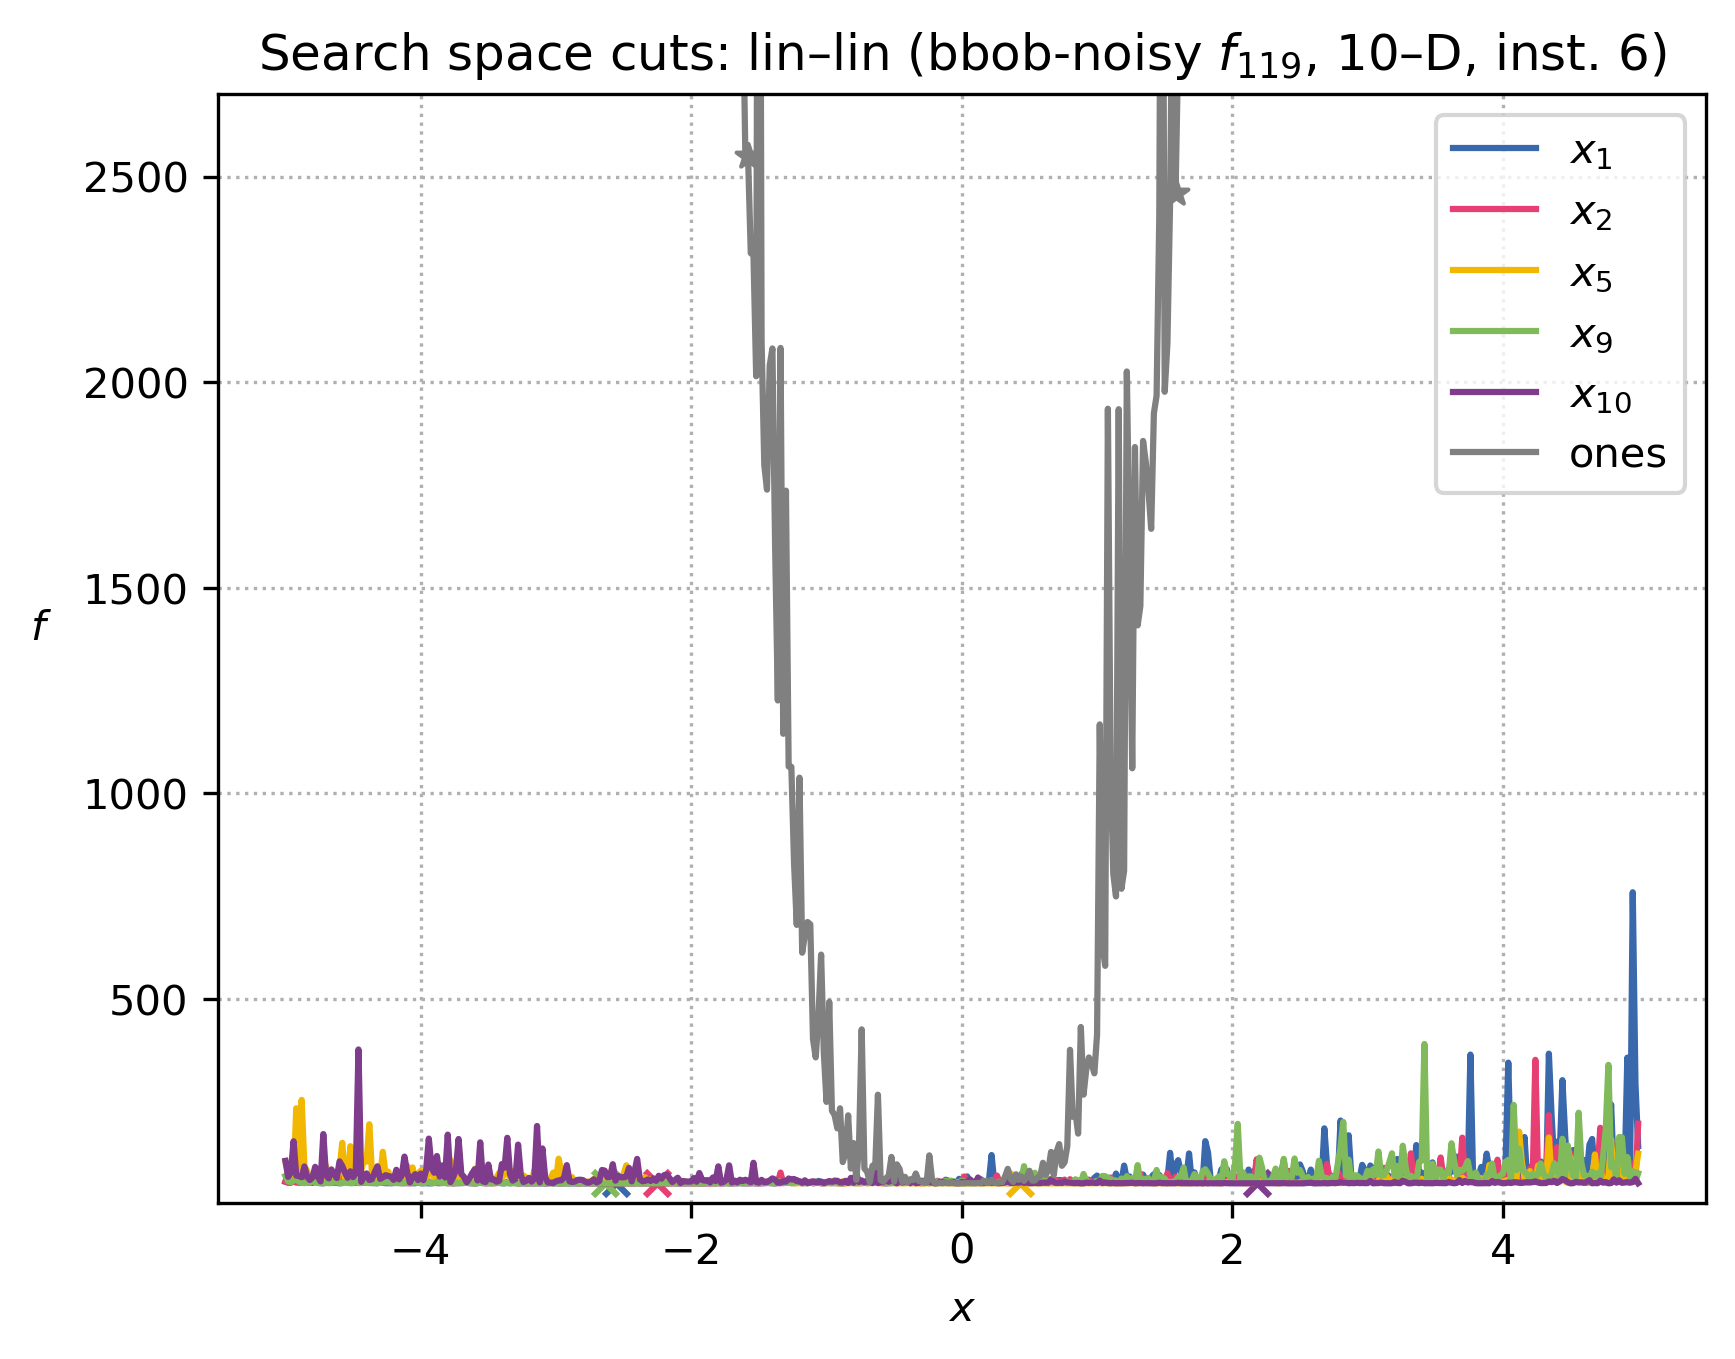 Search space cuts: lin–lin (bbob-noisy f₁₁₉, 10–D, inst. 6)
x₁
x₂
x₅
x₉
x₁₀
ones
2500
2000
1500
1000
500
f
−4
−2
0
2
4
x